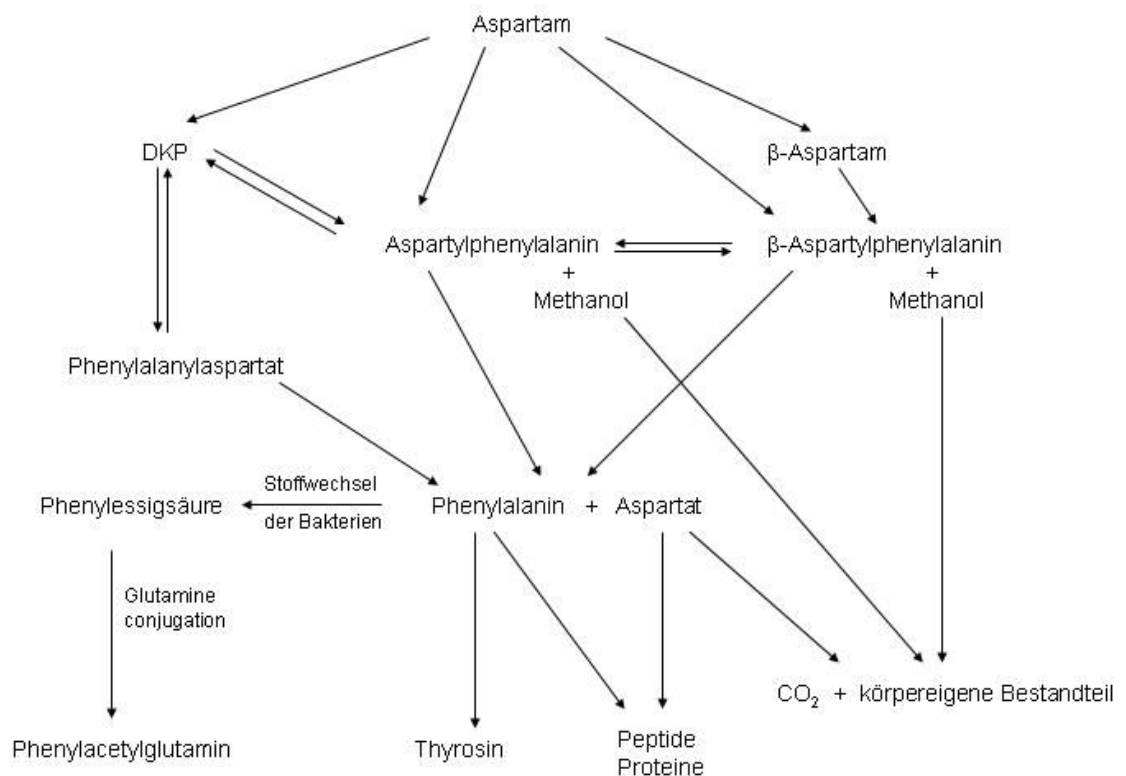 Aspartam
DKP
β-Aspartam
Aspartylphenylalanin
β-Aspartylphenylalanin
+
+
Methanol
Methanol
Phenylalanylaspartat
Phenylessigsäure
Stoffwechsel
der Bakterien
Phenylalanin + Aspartat
Glutamine
conjugation
CO₂ + körpereigene Bestandteil
Phenylacetylglutamin
Thyrosin
Peptide
Proteine